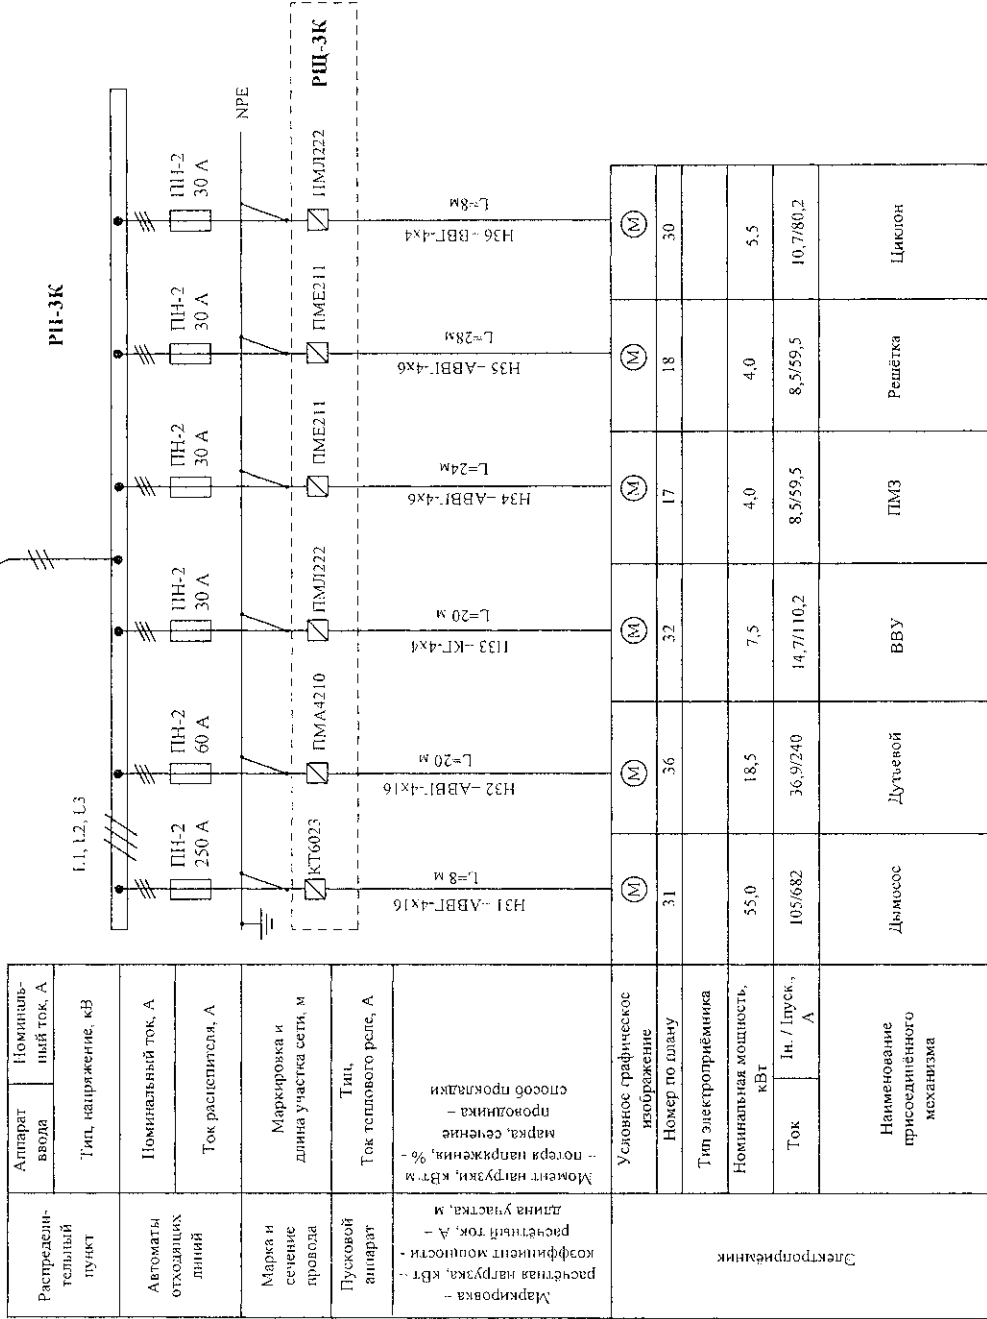 РП-3К
L1, L2, L3
ПН-2
250 А
ПН-2
60 А
ПН-2
30 А
ПН-2
30 А
ПН-2
30 А
ПН-2
30 А
NPE
РЩ-3К
КТ6023
ПМА4210
ПМЛ222
ПМЕ211
ПМЕ211
ПМЛ222
Н31 –АВВГ-4х16
L=8 м
Н32–АВВГ-4х16
L=20 м
Н33–КГ-4х4
L=20 м
Н34 –АВВГ-4х6
L=24м
Н35 –АВВГ-4х6
L=28м
Н36 –ВВГ-4х4
L=8м
Распредели-
тельный
пункт
Аппарат
ввода
Номиналь-
ный ток, А
Тип, напряжение, кВ
Автоматы
отходящих
линий
Номинальный ток, А
Ток расцепителя, А
Марка и
сечение
провода
Маркировка и
длина участка сети, м
Пусковой
аппарат
Тип,
Ток теплового реле, А
Маркировка –
расчётная нагрузка, кВт –
коэффициент мощности -
расчётный ток, А –
длина участка, м
Момент нагрузки, кВт·м
– потеря напряжения, % -
марка, сечение
проводника –
способ прокладки
Электроприёмник
Условное графическое
изображение
М М М М М М
Номер по плану
31 36 32 17 18 30
Тип электроприёмника
Номинальная мощность,
кВт
55,0 18,5 7,5 4,0 4,0 5,5
Ток
Iн. / Iпуск.,
А
105/682 36,9/240 14,7/110,2 8,5/59,5 8,5/59,5 10,7/80,2
Наименование
присоединённого
механизма
Дымосос Дутьевой ВВУ ПМЗ Решётка Циклон